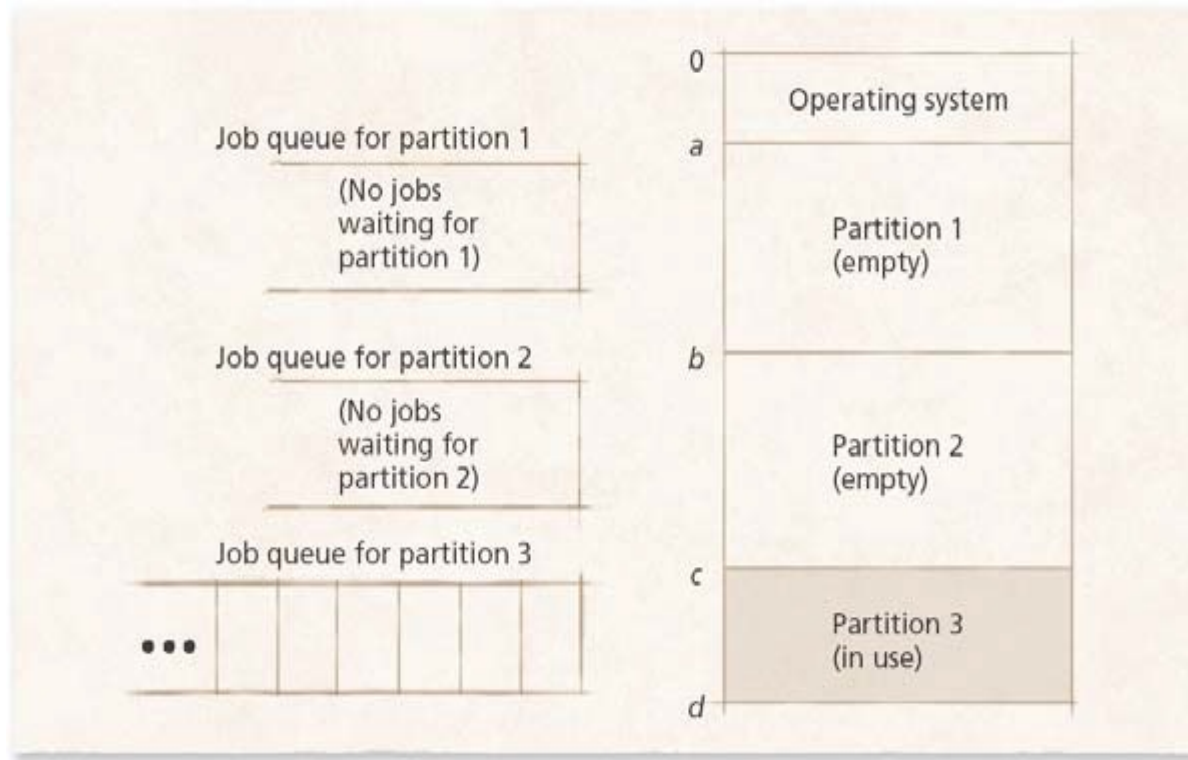 Job queue for partition 1
(No jobs
waiting for
partition 1)
Job queue for partition 2
(No jobs
waiting for
partition 2)
Job queue for partition 3
•••
0
Operating system
a
Partition 1
(empty)
b
Partition 2
(empty)
c
Partition 3
(in use)
d